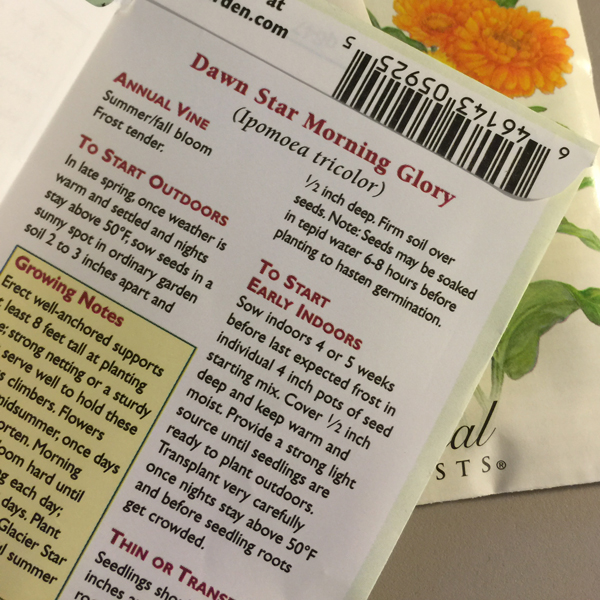 at
den.com
6 46143 05925 5
Dawn Star Morning Glory
(Ipomoea tricolor)
ANNUAL VINE
Summer/fall bloom
Frost tender.
TO START OUTDOORS
In late spring, once weather is
warm and settled and nights
stay above 50°F, sow seeds in a
sunny spot in ordinary garden
soil 2 to 3 inches apart and
½ inch deep. Firm soil over
seeds. Note: Seeds may be soaked
in tepid water 6-8 hours before
planting to hasten germination.
TO START
EARLY INDOORS
Sow indoors 4 or 5 weeks
before last expected frost in
individual 4 inch pots of seed
starting mix. Cover ½ inch
deep and keep warm and
moist. Provide a strong light
source until seedlings are
ready to plant outdoors.
Transplant very carefully
once nights stay above 50°F
and before seedling roots
get crowded.
THIN OR TRANS
Seedlings shou
inches a
Growing Notes
Erect well-anchored supports
least 8 feet tall at planting
strong netting or a sturdy
serve well to hold these
climbers. Flowers
midsummer, once days
orten. Morning
oom hard until
ng each day;
days. Plant
Glacier Star
summer
al
STS®